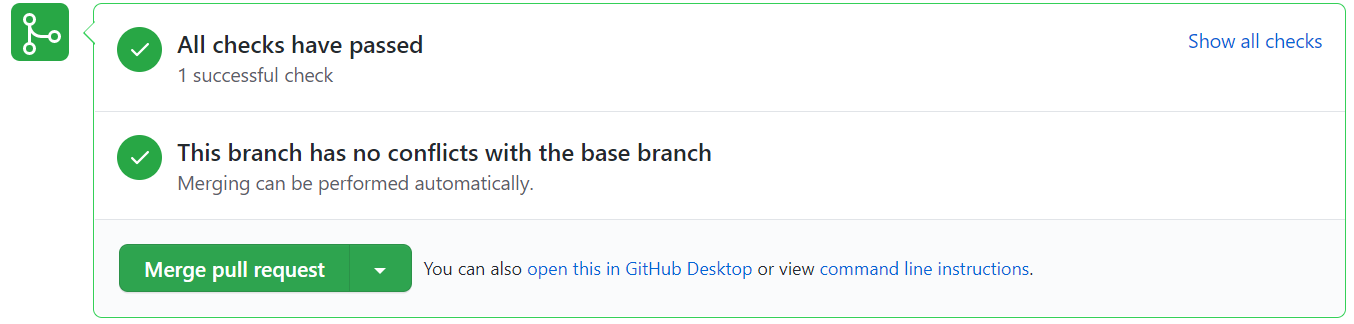 All checks have passed
Show all checks
1 successful check
This branch has no conflicts with the base branch
Merging can be performed automatically.
Merge pull request You can also open this in GitHub Desktop or view command line instructions.